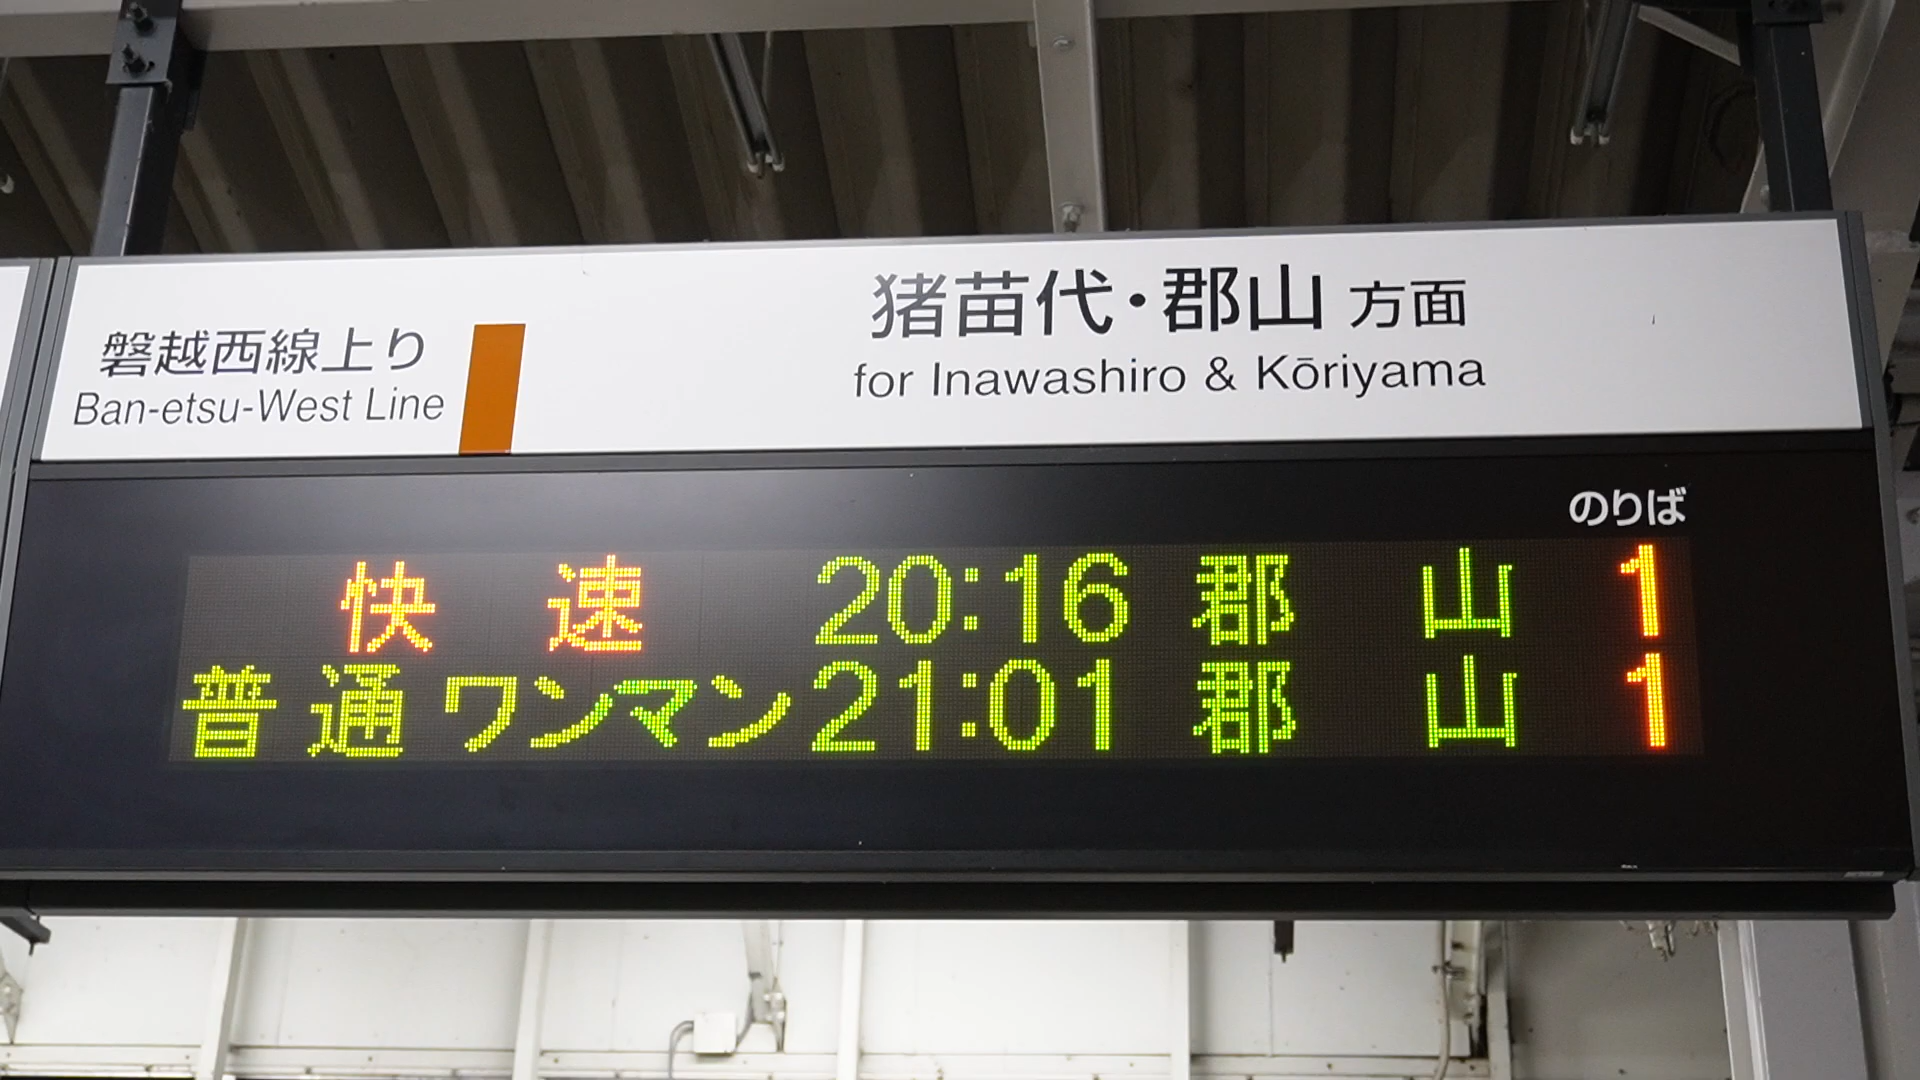 磐越西線上り
Ban-etsu-West Line
猪苗代・郡山 方面
for Inawashiro & Kōriyama
のりば
快 速 20:16 郡 山 1
普 通 ワンマン 21:01 郡 山 1